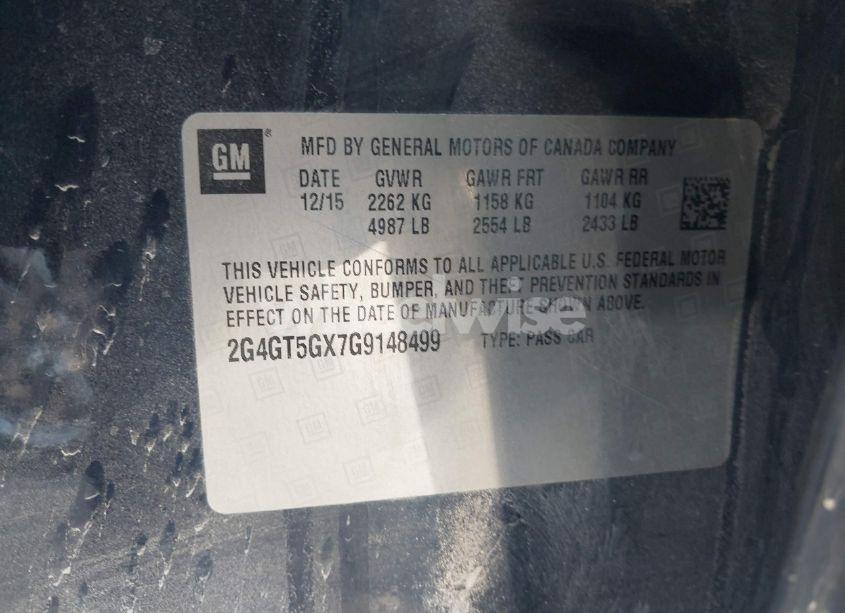 GM ® MFD BY GENERAL MOTORS OF CANADA COMPANY
DATE GVWR GAWR FRT GAWR RR
12/15 2262 KG 1158 KG 1104 KG
4987 LB 2554 LB 2433 LB
THIS VEHICLE CONFORMS TO ALL APPLICABLE U.S. FEDERAL MOTOR
VEHICLE SAFETY, BUMPER, AND THEFT PREVENTION STANDARDS IN
EFFECT ON THE DATE OF MANUFACTURE SHOWN ABOVE.
2G4GT5GX7G9148499 TYPE: PASS CAR